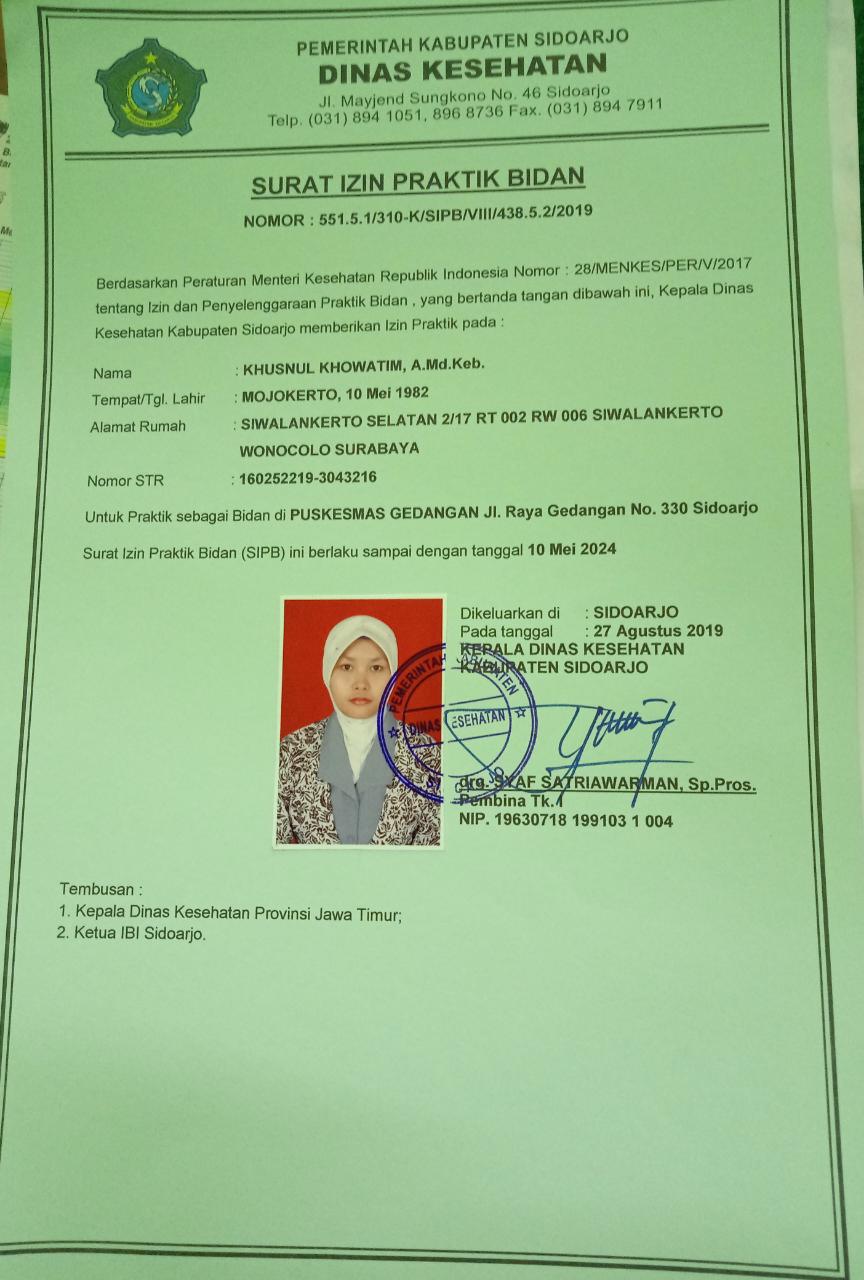 PEMERINTAH KABUPATEN SIDOARJO
DINAS KESEHATAN
Jl. Mayjend Sungkono No. 46 Sidoarjo
Telp. (031) 894 1051, 896 8736 Fax. (031) 894 7911
SURAT IZIN PRAKTIK BIDAN
NOMOR : 551.5.1/310-K/SIPB/VIII/438.5.2/2019
Berdasarkan Peraturan Menteri Kesehatan Republik Indonesia Nomor : 28/MENKES/PER/V/2017
tentang Izin dan Penyelenggaraan Praktik Bidan , yang bertanda tangan dibawah ini, Kepala Dinas
Kesehatan Kabupaten Sidoarjo memberikan Izin Praktik pada :
Nama : KHUSNUL KHOWATIM, A.Md.Keb.
Tempat/Tgl. Lahir : MOJOKERTO, 10 Mei 1982
Alamat Rumah : SIWALANKERTO SELATAN 2/17 RT 002 RW 006 SIWALANKERTO
WONOCOLO SURABAYA
Nomor STR : 160252219-3043216
Untuk Praktik sebagai Bidan di PUSKESMAS GEDANGAN Jl. Raya Gedangan No. 330 Sidoarjo
Surat Izin Praktik Bidan (SIPB) ini berlaku sampai dengan tanggal 10 Mei 2024
Dikeluarkan di : SIDOARJO
Pada tanggal : 27 Agustus 2019
KEPALA DINAS KESEHATAN
KABUPATEN SIDOARJO
PEMERINTAH KABUPATEN
DINAS KESEHATAN
drg. SYAF SATRIAWARMAN, Sp.Pros.
Pembina Tk.1
NIP. 19630718 199103 1 004
Tembusan :
1. Kepala Dinas Kesehatan Provinsi Jawa Timur;
2. Ketua IBI Sidoarjo.